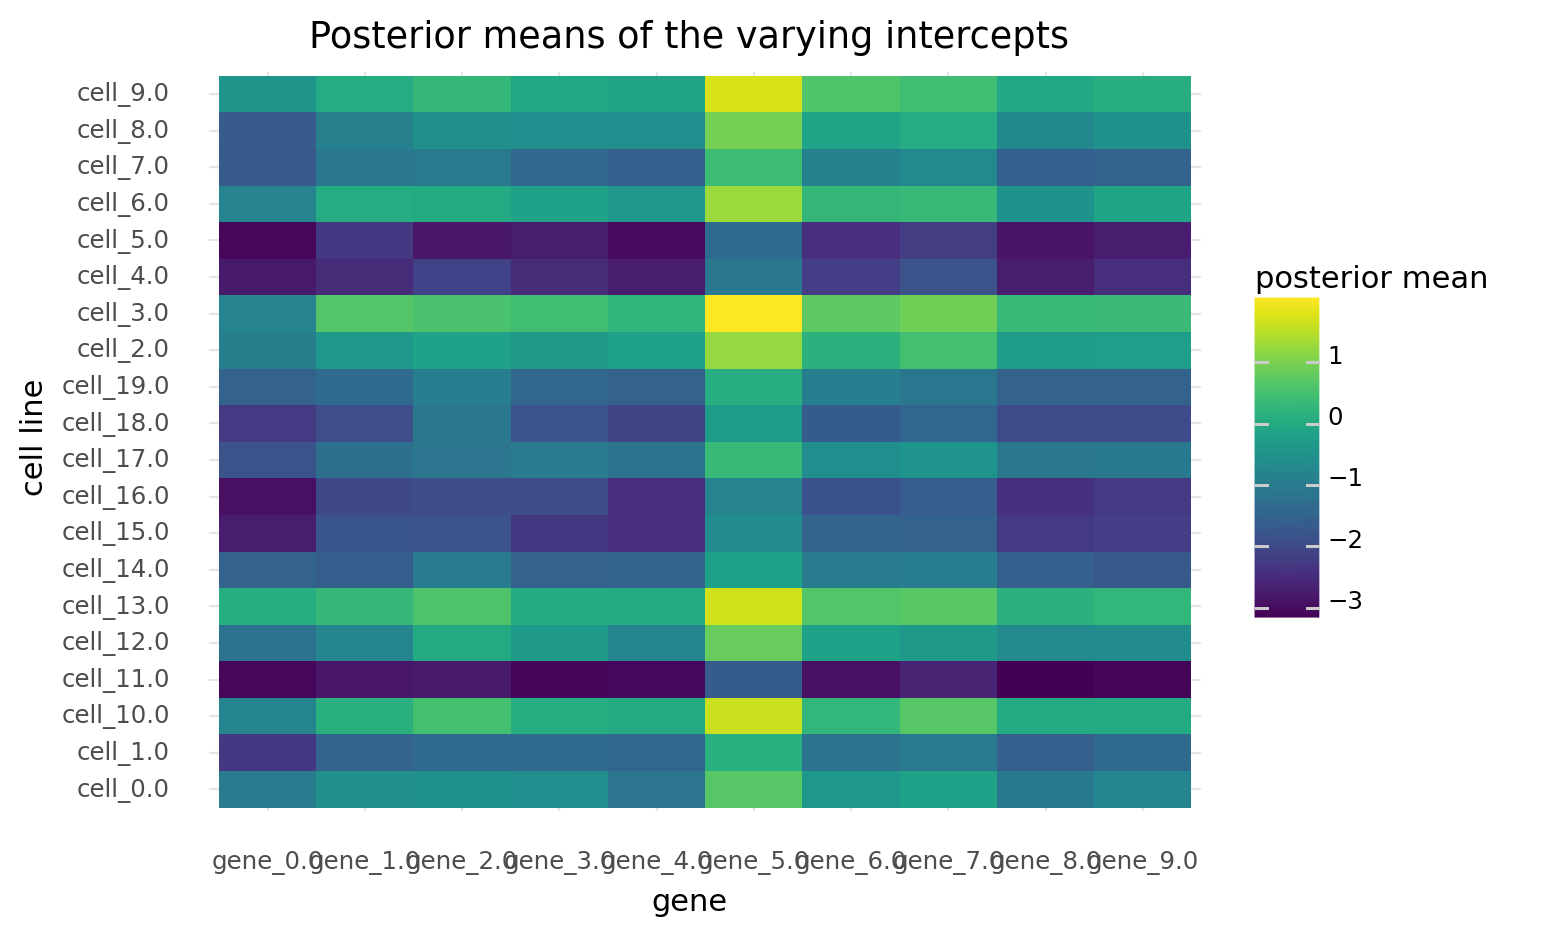 Posterior means of the varying intercepts
cell_9.0
cell_8.0
cell_7.0
cell_6.0
cell_5.0
cell_4.0
cell_3.0
cell_2.0
cell_19.0
cell_18.0
cell_17.0
cell_16.0
cell_15.0
cell_14.0
cell_13.0
cell_12.0
cell_11.0
cell_10.0
cell_1.0
cell_0.0
cell line
gene_0.0 gene_1.0 gene_2.0 gene_3.0 gene_4.0 gene_5.0 gene_6.0 gene_7.0 gene_8.0 gene_9.0
gene
posterior mean
1
0
−1
−2
−3